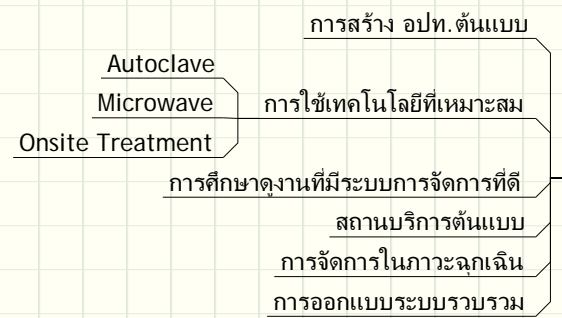 การสร้าง อปท.ต้นแบบ
Autoclave
Microwave
Onsite Treatment
การใช้เทคโนโลยีที่เหมาะสม
การศึกษาดูงานที่มีระบบการจัดการที่ดี
สถานบริการต้นแบบ
การจัดการในภาวะฉุกเฉิน
การออกแบบระบบรวบรวม